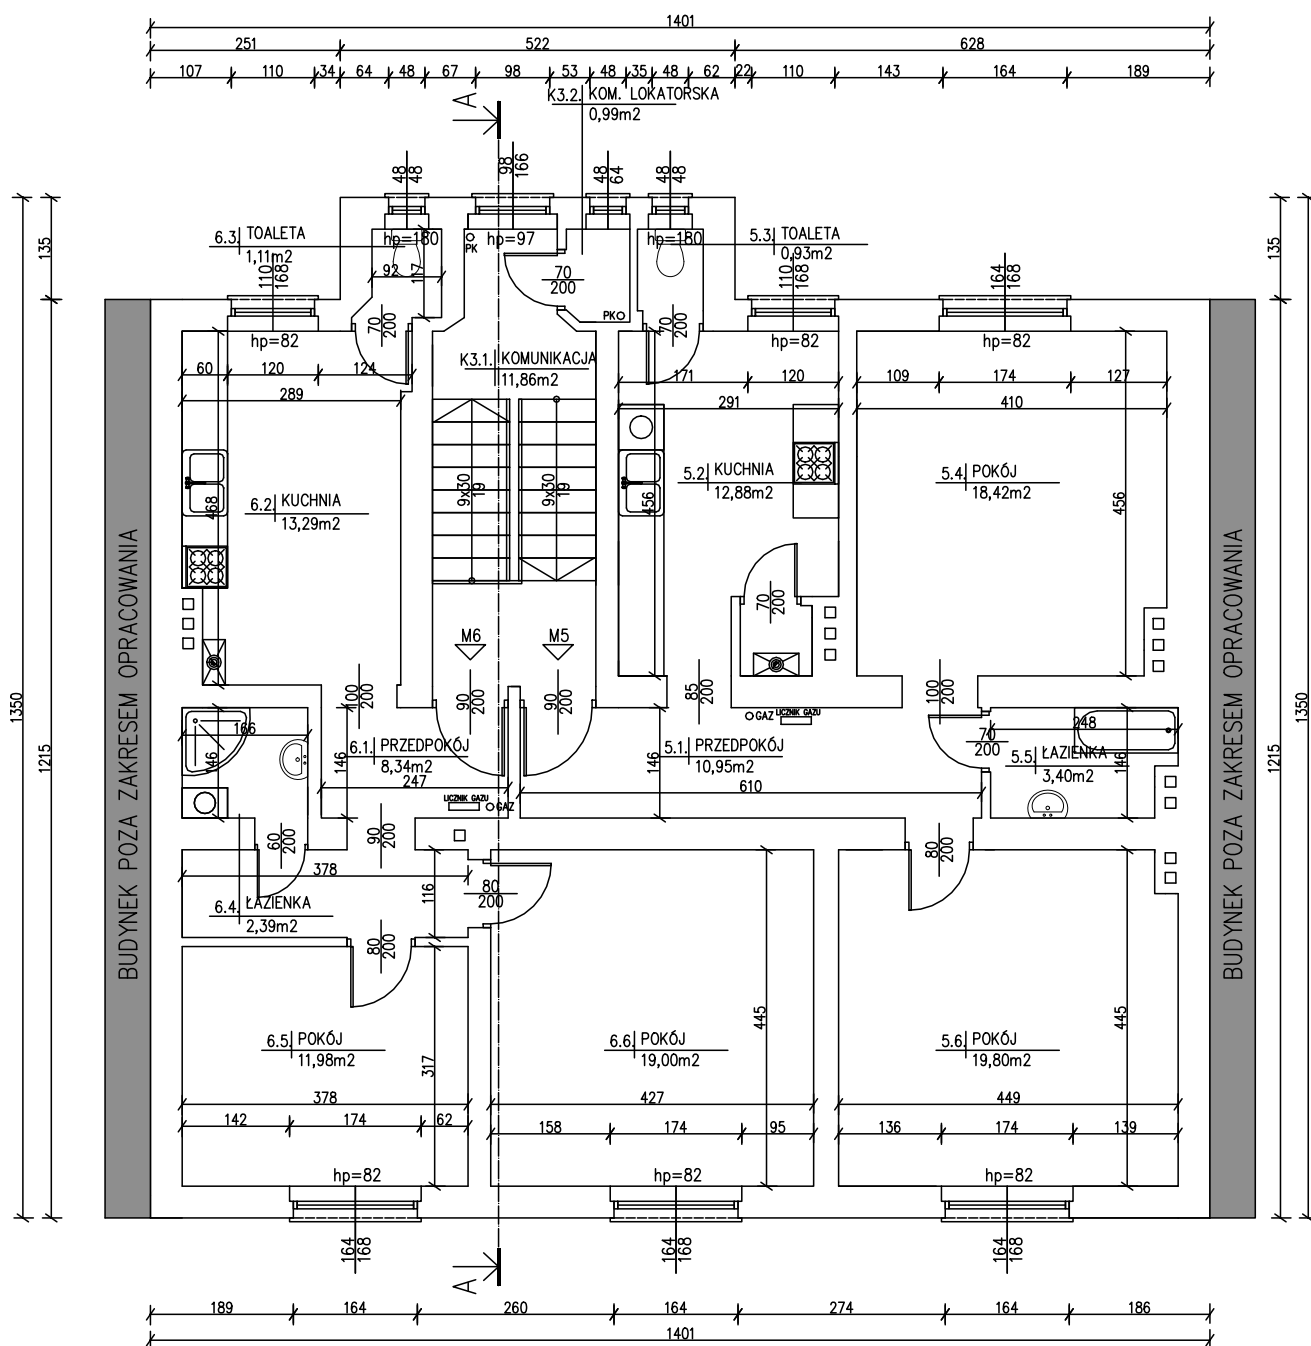 1401
251 522 628
107 110 34 64 48 67 98 53 48 35 48 62 22 110 143 164 189
A
K3.2. KOM. LOKATORSKA
0,99m2
48 48
98 166
48 64
48 48
135
135
6.3. TOALETA
1,11m2
hp=180
PK
hp=97
hp=180
5.3. TOALETA
0,93m2
110 168
92 117
70 200
110 168
164 168
PK
70 200
70 200
hp=82
K3.1. KOMUNIKACJA
11,86m2
hp=82
hp=82
60 120 124
171 120
109 174 127
289
291
410
468
6.2. KUCHNIA
13,29m2
9x30 19
9x30 19
456
5.2. KUCHNIA
12,88m2
5.4. POKÓJ
18,42m2
456
BUDYNEK POZA ZAKRESEM OPRACOWANIA
BUDYNEK POZA ZAKRESEM OPRACOWANIA
1350
1215
1215
1350
70 200
M6
M5
100 200
90 200
90 200
85 200
100 200
GAZ
LICZNIK GAZU
166
146
146
6.1. PRZEDPOKÓJ
8,34m2
247
146
5.1. PRZEDPOKÓJ
10,95m2
610
248
70 200
5.5. ŁAZIENKA
3,40m2
146
LICZNIK GAZU
GAZ
60 200
90 200
80 200
378
116
80 200
6.4. ŁAZIENKA
2,39m2
80 200
6.5. POKÓJ
11,98m2
317
6.6. POKÓJ
19,00m2
445
5.6. POKÓJ
19,80m2
445
378
427
449
142 174 62
158 174 95
136 174 139
hp=82
hp=82
hp=82
164 168
164 168
164 168
A
189 164 260 164 274 164 186
1401